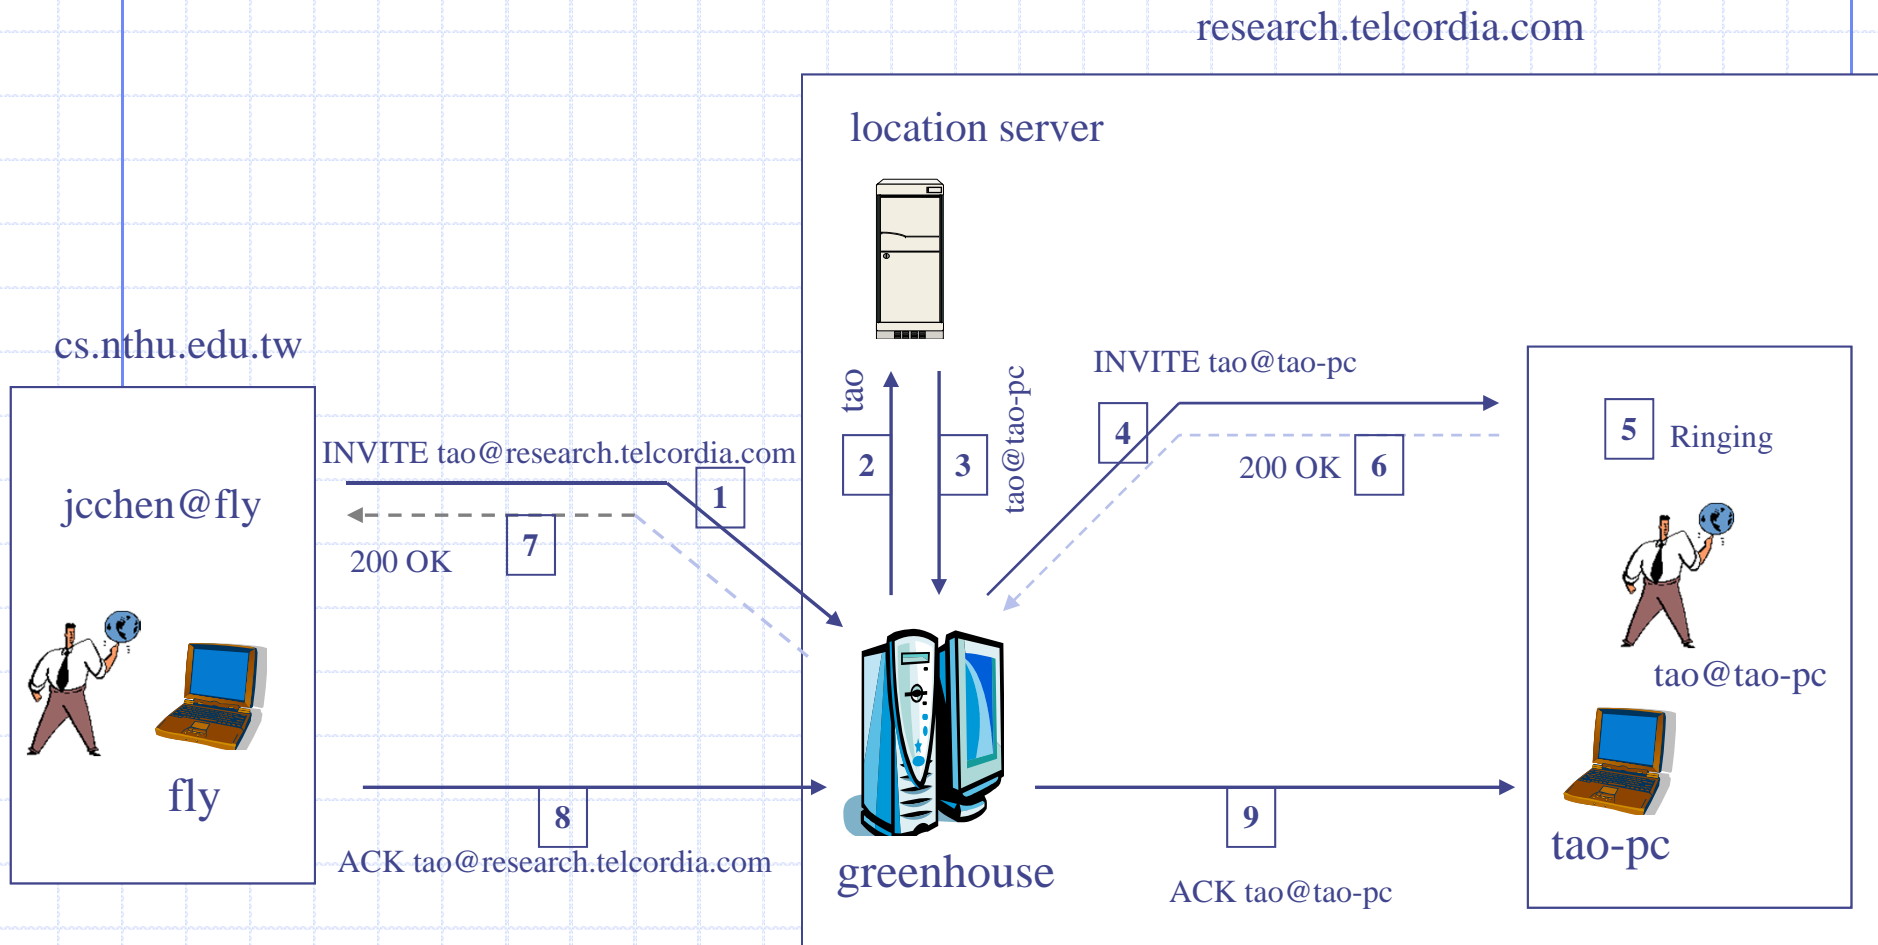 research.telcordia.com
location server
cs.nthu.edu.tw
tao
tao@tao-pc
INVITE tao@tao-pc
INVITE tao@research.telcordia.com
jcchen@fly
1
2
3
4
5 Ringing
200 OK 6
200 OK 7
tao@tao-pc
fly
8
9
ACK tao@research.telcordia.com
greenhouse
ACK tao@tao-pc
tao-pc